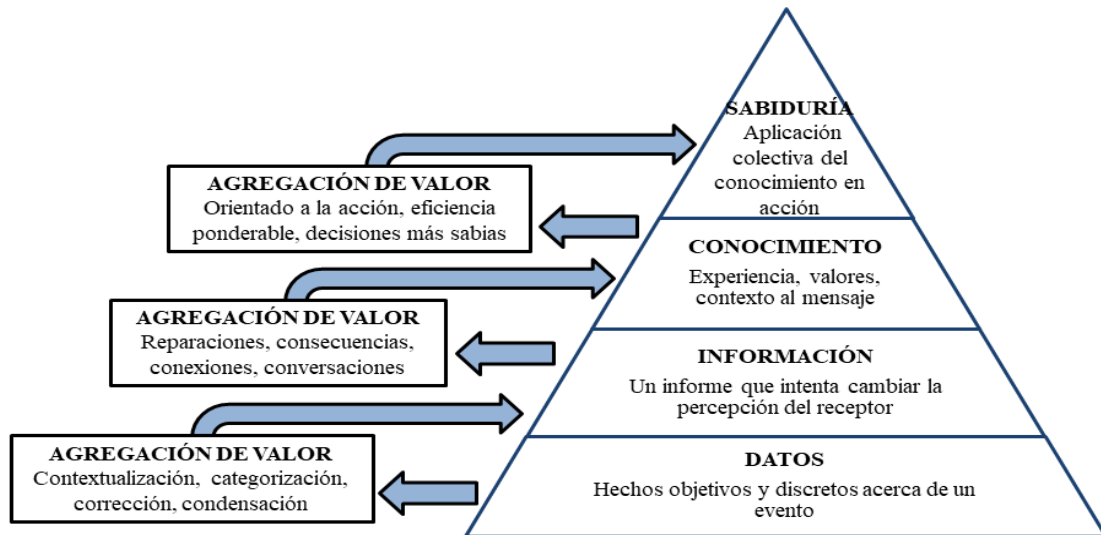 SABIDURÍA
Aplicación
colectiva del
conocimiento en
acción
AGREGACIÓN DE VALOR
Orientado a la acción, eficiencia
ponderable, decisiones más sabias
CONOCIMIENTO
Experiencia, valores,
contexto al mensaje
AGREGACIÓN DE VALOR
Reparaciones, consecuencias,
conexiones, conversaciones
INFORMACIÓN
Un informe que intenta cambiar la
percepción del receptor
AGREGACIÓN DE VALOR
Contextualización, categorización,
corrección, condensación
DATOS
Hechos objetivos y discretos acerca de un
evento